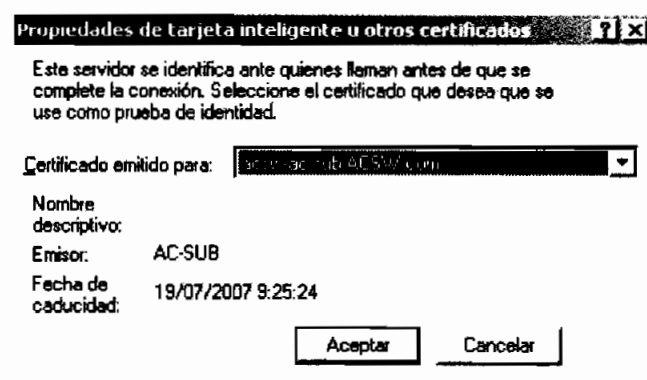 Propiedades de tarjeta inteligente u otros certificados
Este servidor se identifica ante quienes llaman antes de que se
complete la conexión. Seleccione el certificado que desea que se
use como prueba de identidad.
Certificado emitido para:
Nombre
descriptivo:
Emisor: AC-SUB
Fecha de
caducidad: 19/07/2007 9:25:24
Aceptar Cancelar